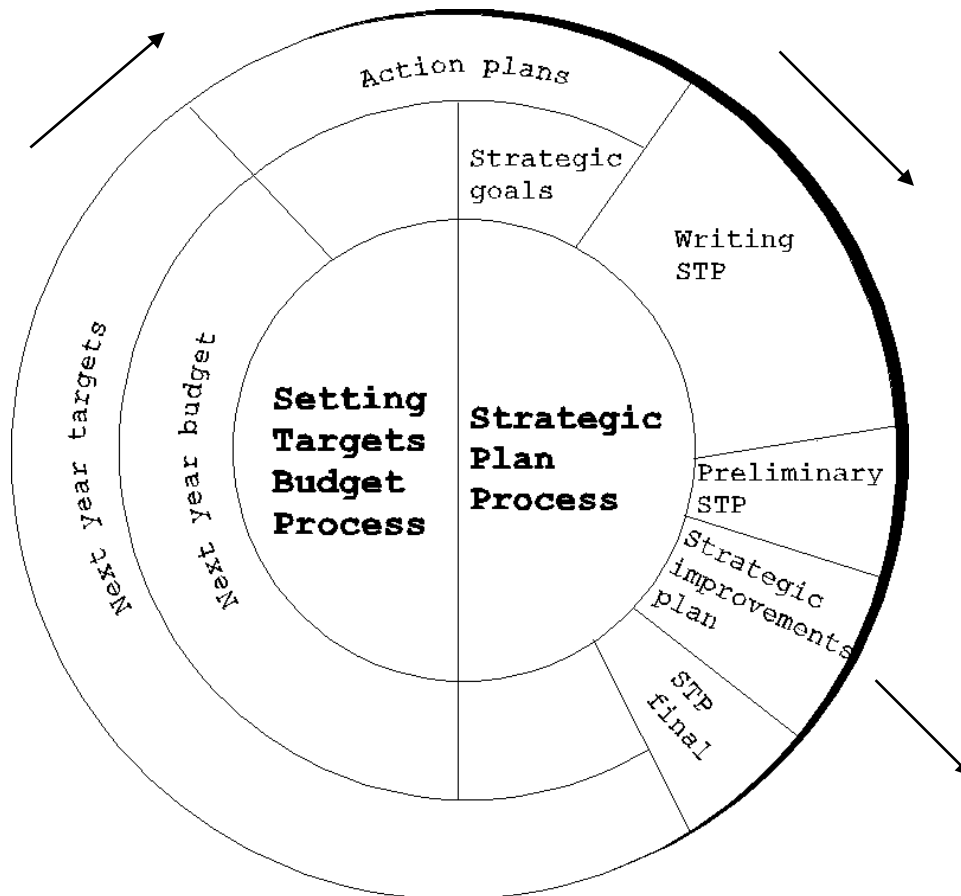 Action plans
Strategic
goals
Writing
STP
Next year targets
Next year budget
Setting
Targets
Budget
Process
Strategic
Plan
Process
Preliminary
STP
Strategic
improvements
plan
STP
final